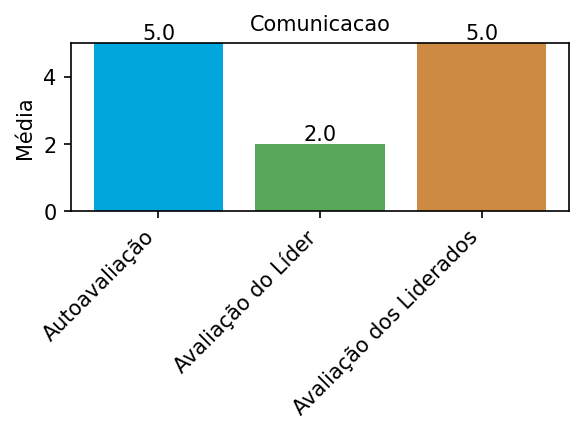 Comunicacao
5.0
2.0
5.0
Média
4
2
0
Autoavaliação
Avaliação do Líder
Avaliação dos Liderados